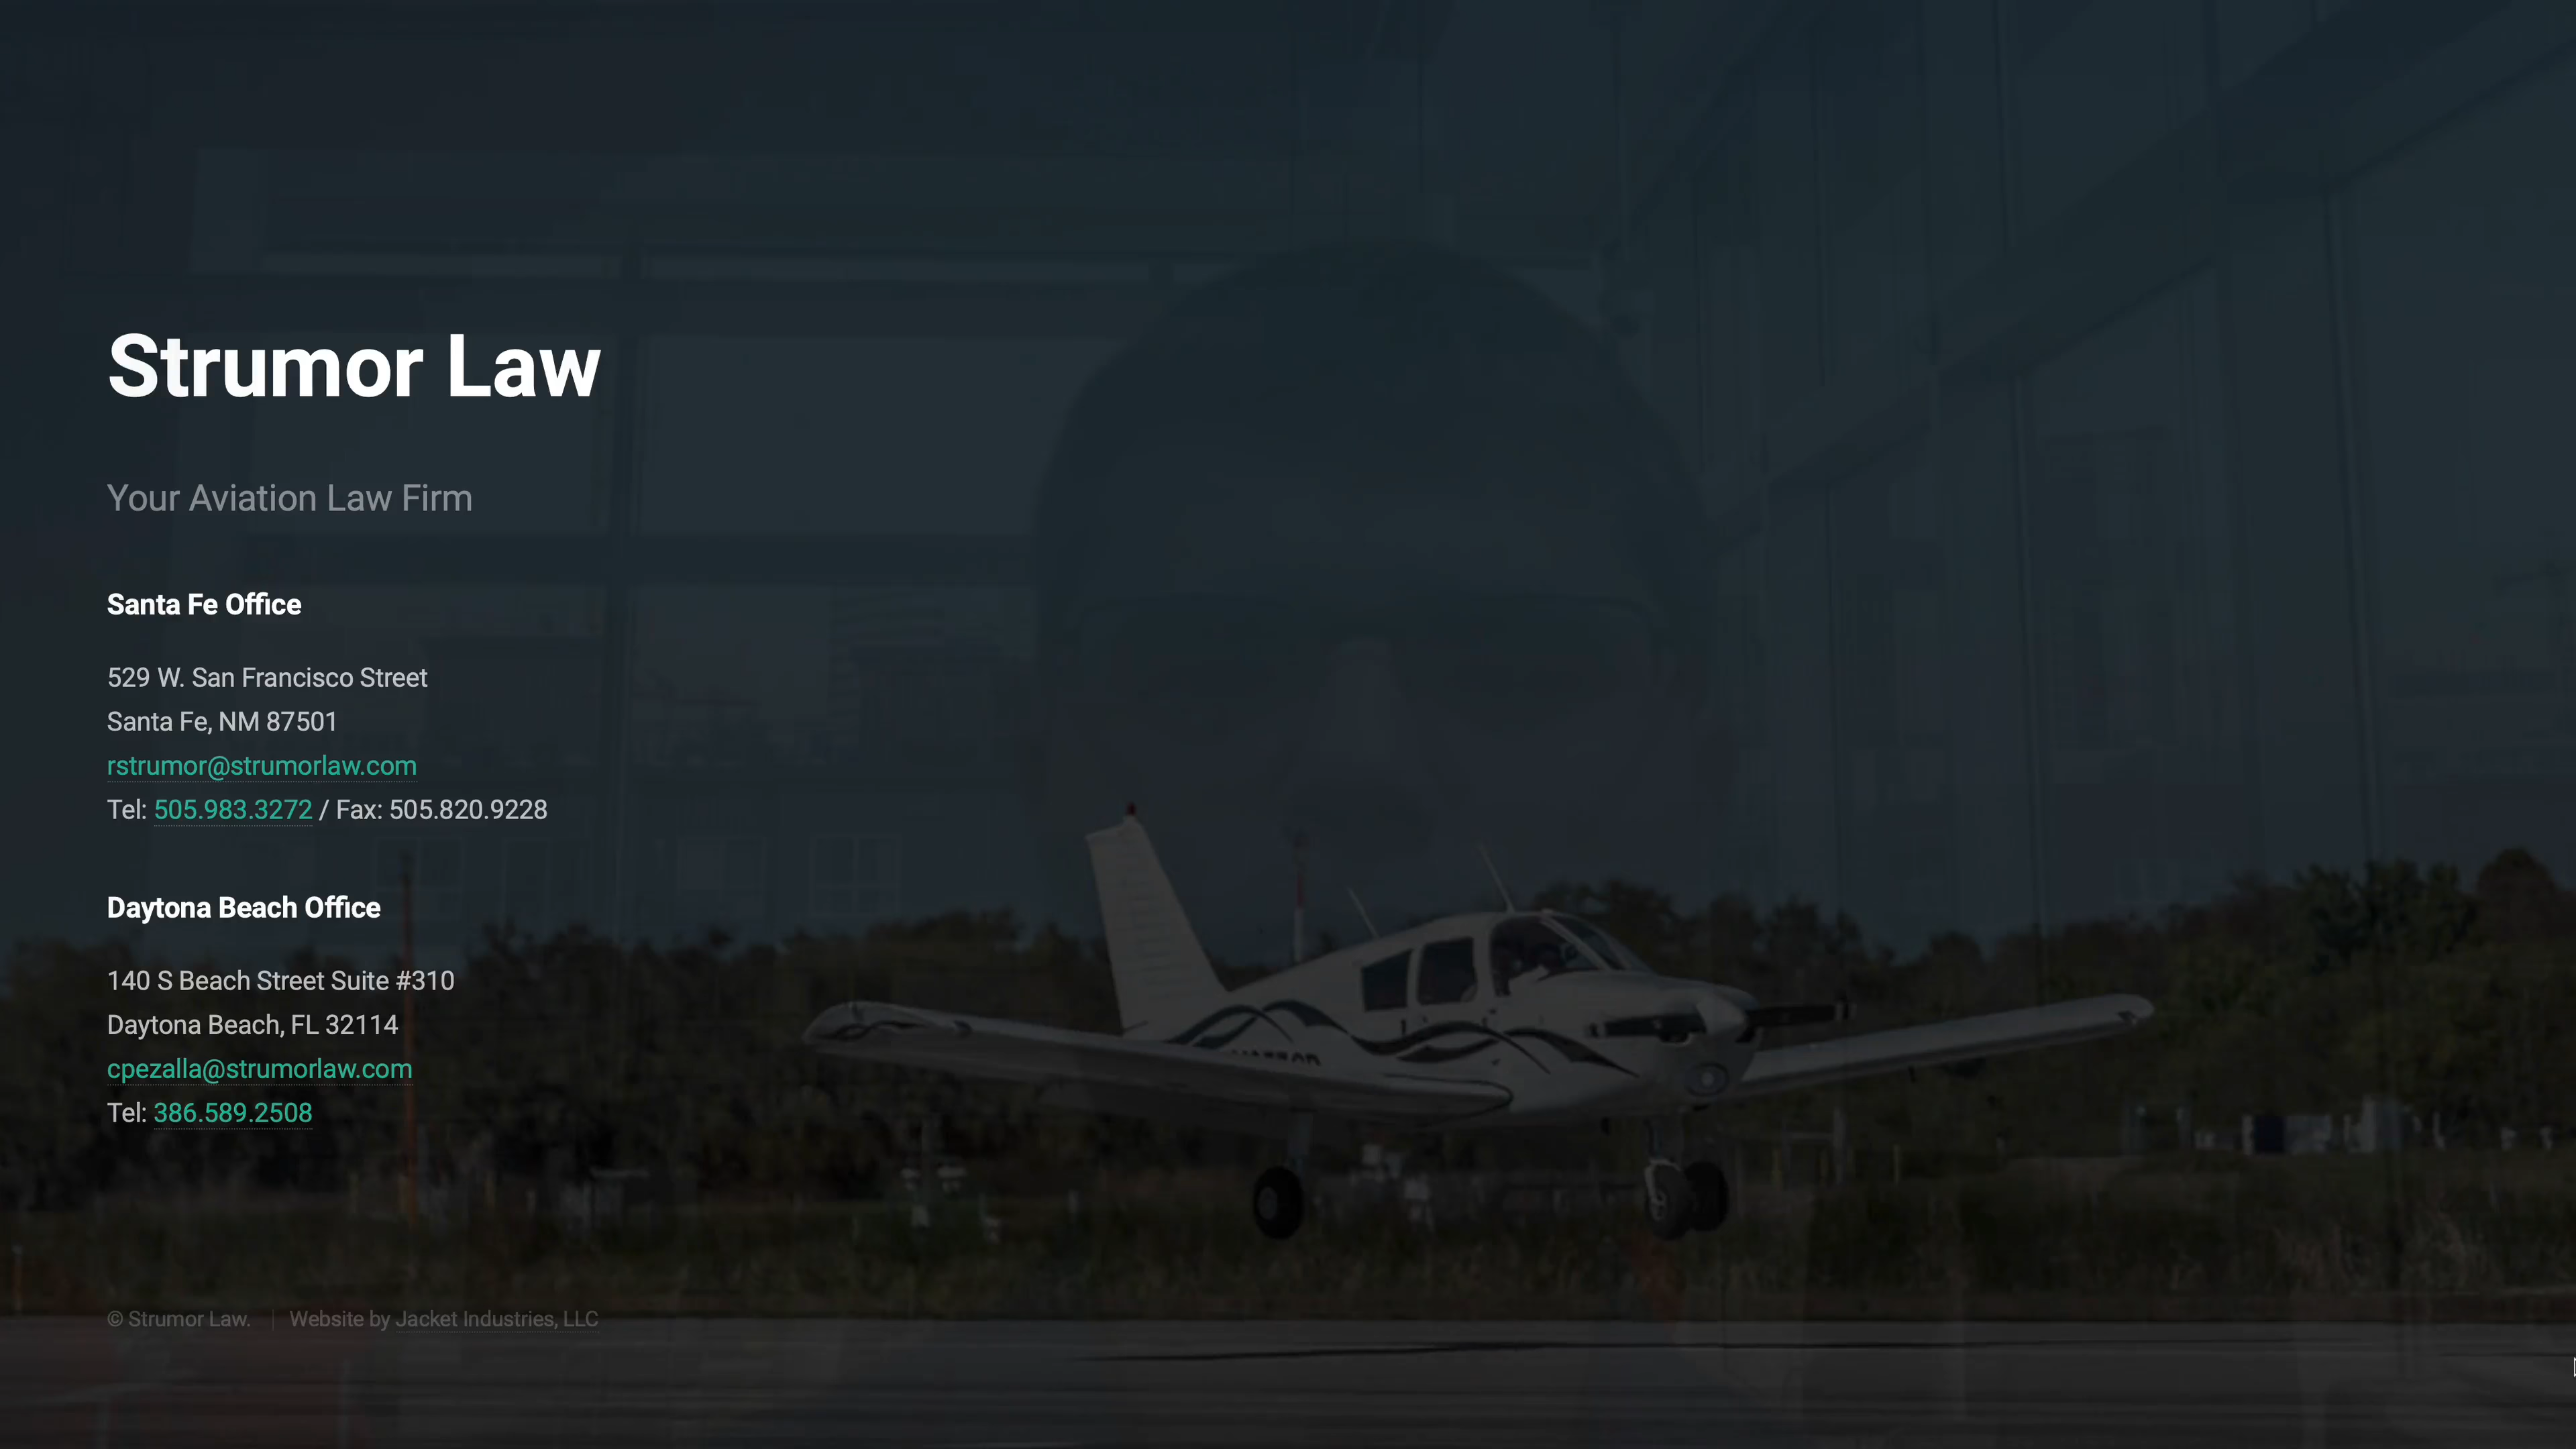 Strumor Law
Your Aviation Law Firm
Santa Fe Office
529 W. San Francisco Street
Santa Fe, NM 87501
rstrumor@strumorlaw.com
Tel: 505.983.3272 / Fax: 505.820.9228
Daytona Beach Office
140 S Beach Street Suite #310
Daytona Beach, FL 32114
cpezalla@strumorlaw.com
Tel: 386.589.2508
© Strumor Law. | Website by Jacket Industries, LLC